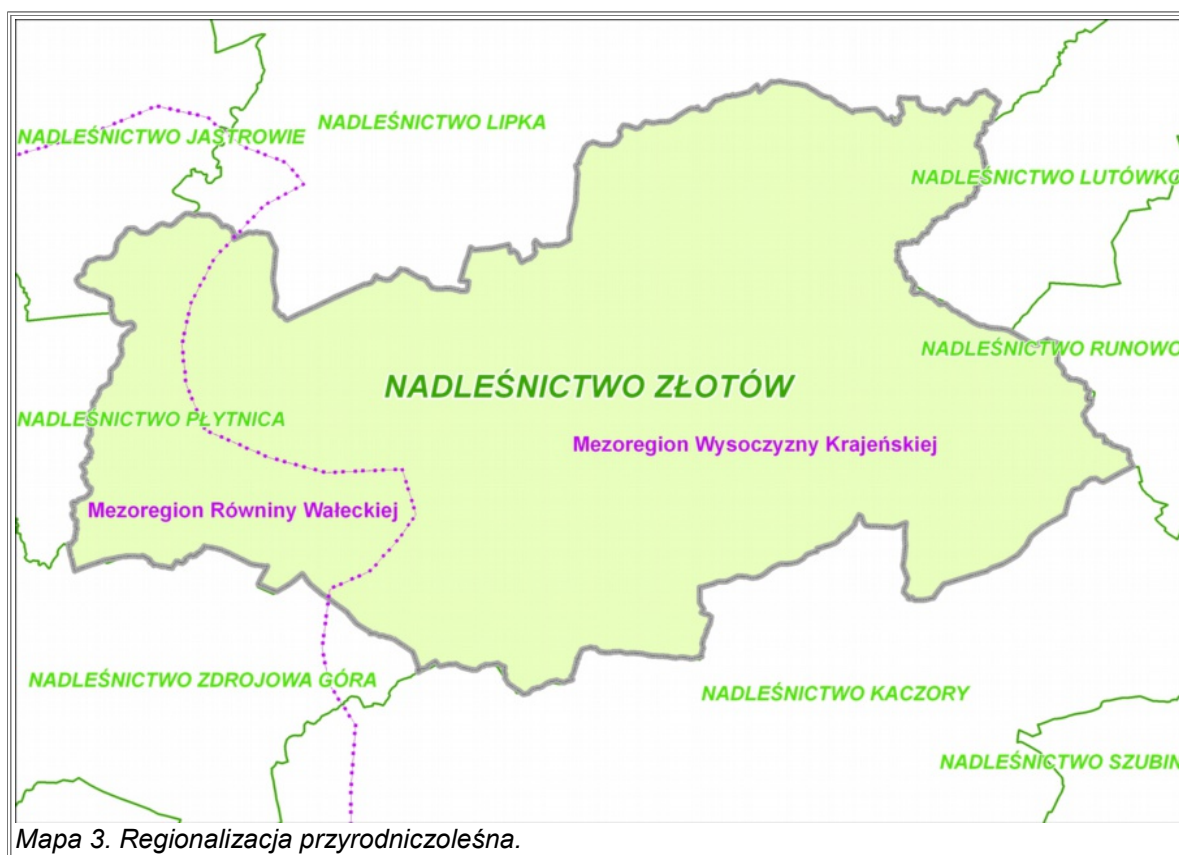 NADLEŚNICTWO LIPKA
NADLEŚNICTWO JASTROWIE
NADLEŚNICTWO LUTÓWKO
NADLEŚNICTWO RUNOWO
NADLEŚNICTWO ZŁOTÓW
NADLEŚNICTWO PŁYTNICA
Mezoregion Wysoczyzny Krajeńskiej
Mezoregion Równiny Wałeckiej
NADLEŚNICTWO ZDROJOWA GÓRA
NADLEŚNICTWO KACZORY
NADLEŚNICTWO SZUBIN
Mapa 3. Regionalizacja przyrodniczoleśna.